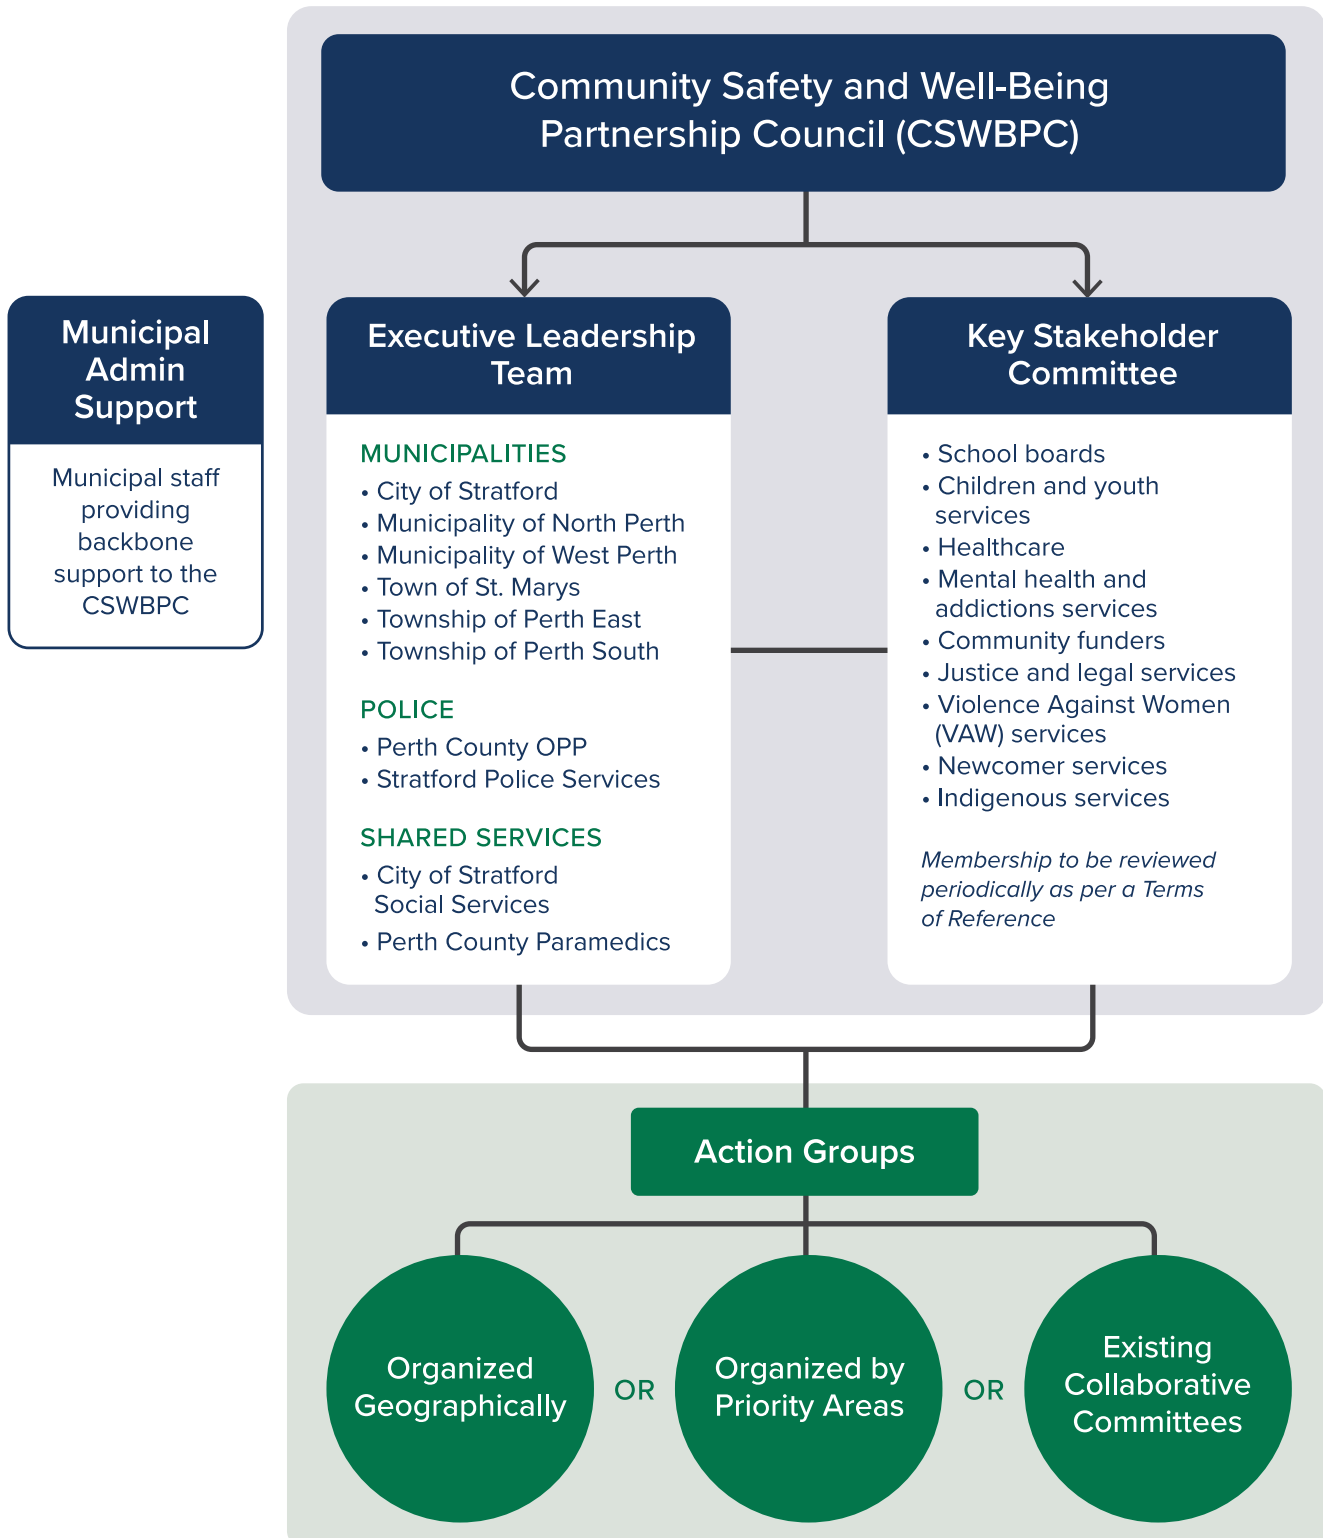 Community Safety and Well-Being
Partnership Council (CSWBPC)
Municipal
Admin
Support
Municipal staff
providing
backbone
support to the
CSWBPC
Executive Leadership
Team
MUNICIPALITIES
• City of Stratford
• Municipality of North Perth
• Municipality of West Perth
• Town of St. Marys
• Township of Perth East
• Township of Perth South
POLICE
• Perth County OPP
• Stratford Police Services
SHARED SERVICES
• City of Stratford
Social Services
• Perth County Paramedics
Key Stakeholder
Committee
• School boards
• Children and youth
services
• Healthcare
• Mental health and
addictions services
• Community funders
• Justice and legal services
• Violence Against Women
(VAW) services
• Newcomer services
• Indigenous services
Membership to be reviewed
periodically as per a Terms
of Reference
Action Groups
Organized
Geographically
OR
Organized by
Priority Areas
OR
Existing
Collaborative
Committees